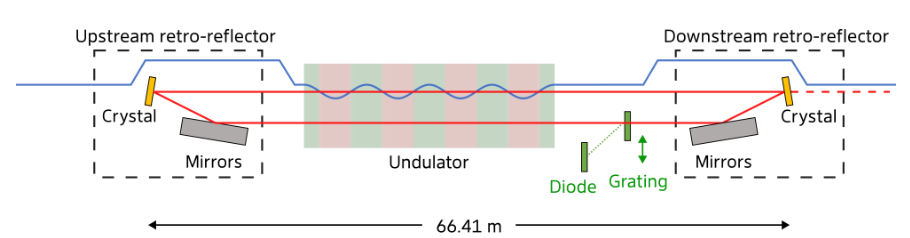 Upstream retro-reflector
Downstream retro-reflector
Crystal
Crystal
Mirrors
Undulator
Mirrors
Diode
Grating
66.41 m